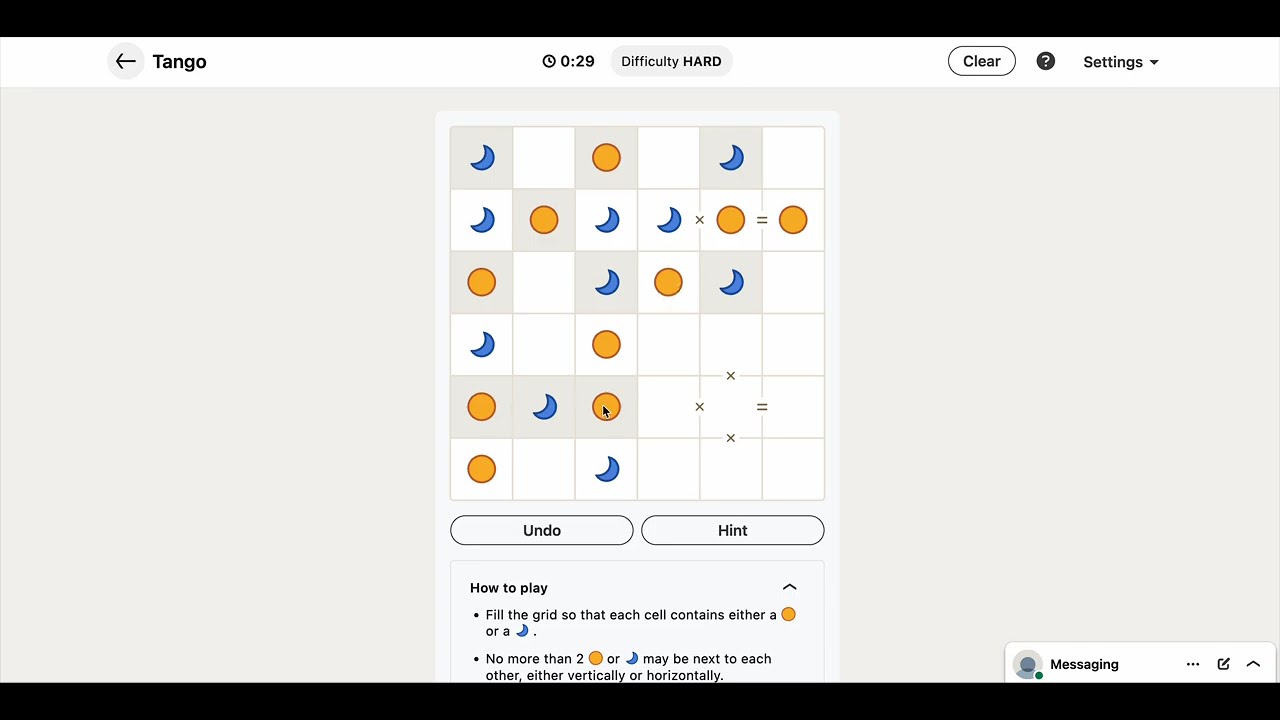 Tango
0:29
Difficulty HARD
Clear
?
Settings
× =
×
× =
×
Undo
Hint
How to play
• Fill the grid so that each cell contains either a
or a .
• No more than 2 or may be next to each
other, either vertically or horizontally.
Messaging